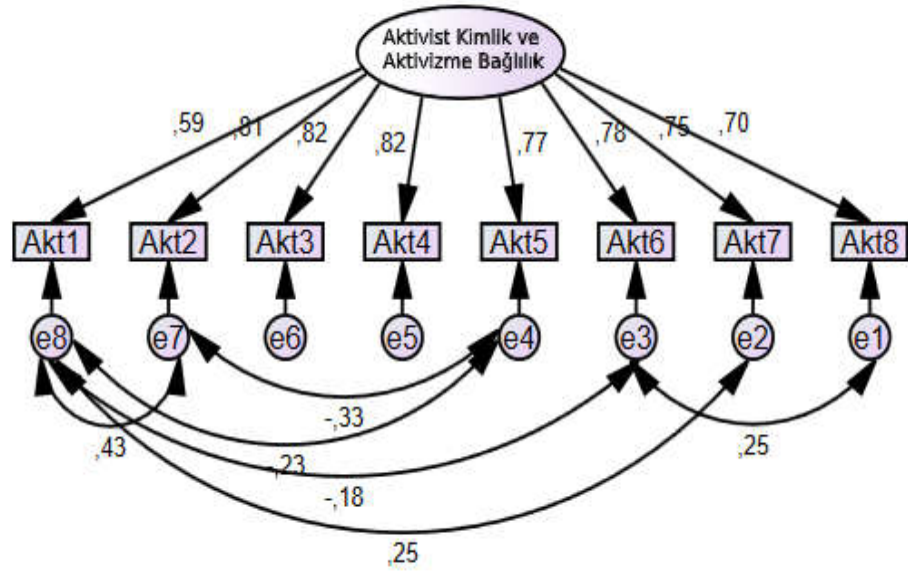 Aktivist Kimlik ve
Aktivizme Bağlılık
,59 ,81 ,82 ,82 ,77 ,78 ,75 ,70
Akt1 Akt2 Akt3 Akt4 Akt5 Akt6 Akt7 Akt8
e8 e7 e6 e5 e4 e3 e2 e1
-,33
,43
,25
-,23
-,18
,25